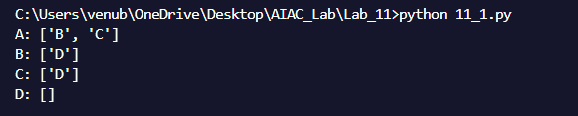 C:\Users\venub\OneDrive\Desktop\AIAC_Lab\Lab_11>python 11_1.py
A: ['B', 'C']
B: ['D']
C: ['D']
D: []